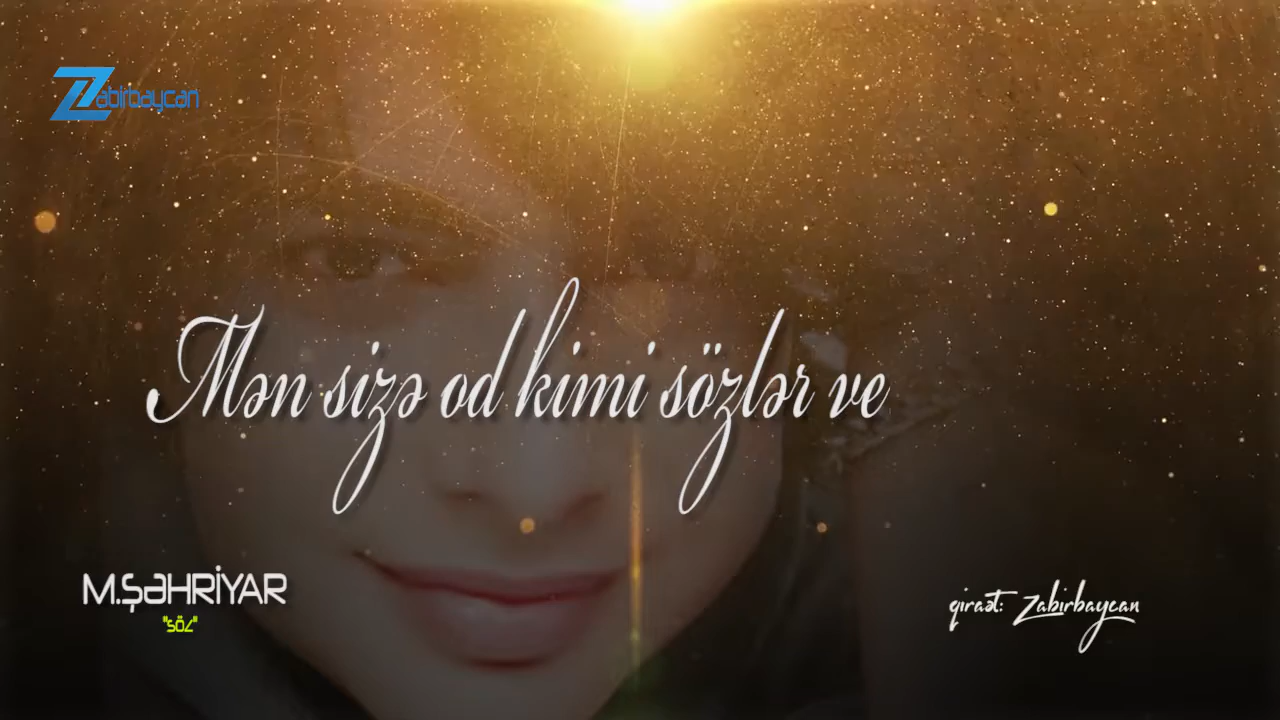 Zabirbaycan
Mən sizə od kimi sözlər ve
M.ŞƏHRİYAR
"SÖZ"
qiraət: Zabirbaycan